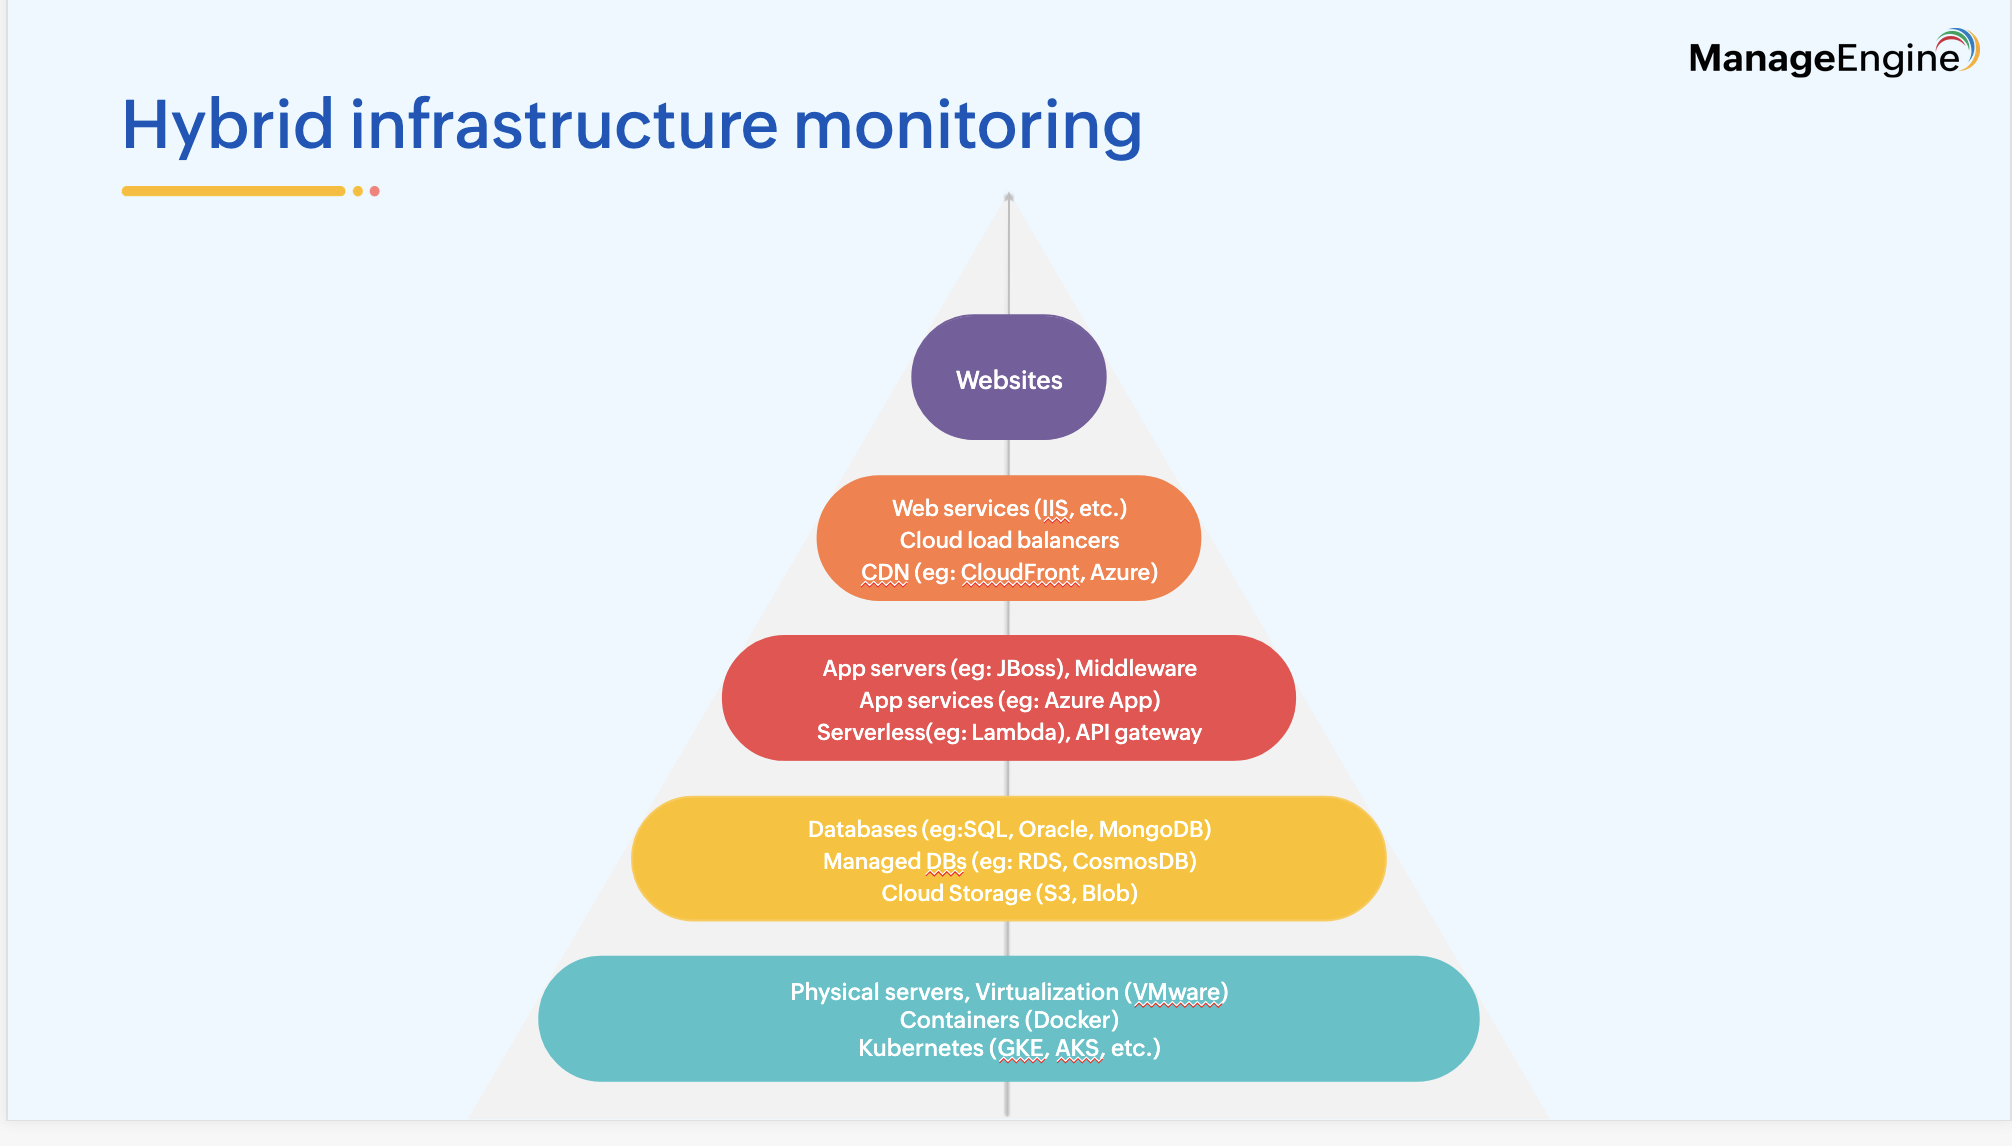 ManageEngine
Hybrid infrastructure monitoring
Websites
Web services (IIS, etc.)
Cloud load balancers
CDN (eg: CloudFront, Azure)
App servers (eg: JBoss), Middleware
App services (eg: Azure App)
Serverless(eg: Lambda), API gateway
Databases (eg:SQL, Oracle, MongoDB)
Managed DBs (eg: RDS, CosmosDB)
Cloud Storage (S3, Blob)
Physical servers, Virtualization (VMware)
Containers (Docker)
Kubernetes (GKE, AKS, etc.)